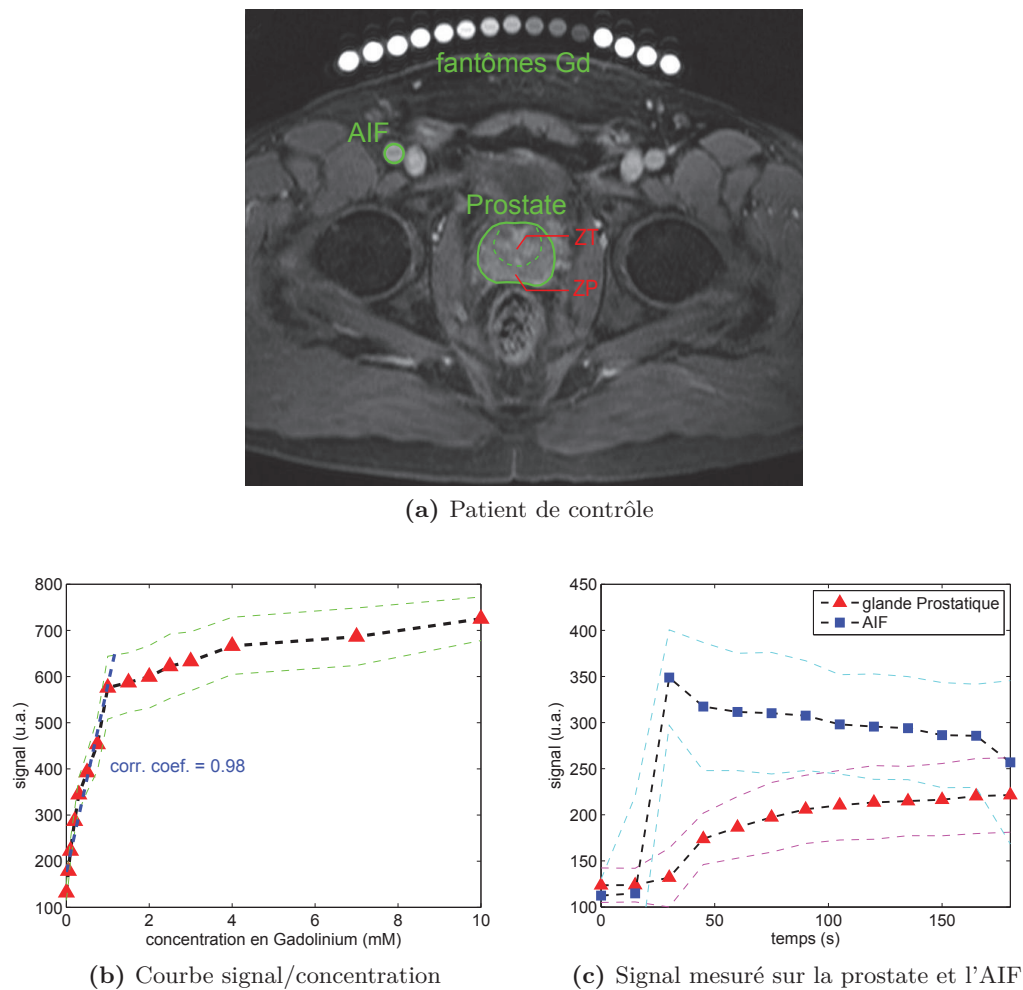 fantômes Gd
AIF
Prostate
ZT
ZP
(a) Patient de contrôle
800
700
600
500
400
300
200
100
0
2
4
6
8
10
signal (u.a.)
concentration en Gadolinium (mM)
corr. coef. = 0.98
(b) Courbe signal/concentration
450
400
350
300
250
200
150
100
0
50
100
150
signal (u.a.)
temps (s)
glande Prostatique
AIF
(c) Signal mesuré sur la prostate et l'AIF